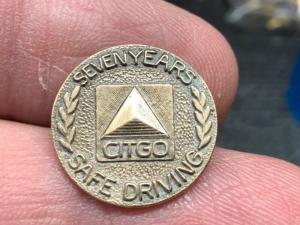 SEVEN YEARS
CITGO
SAFE DRIVING